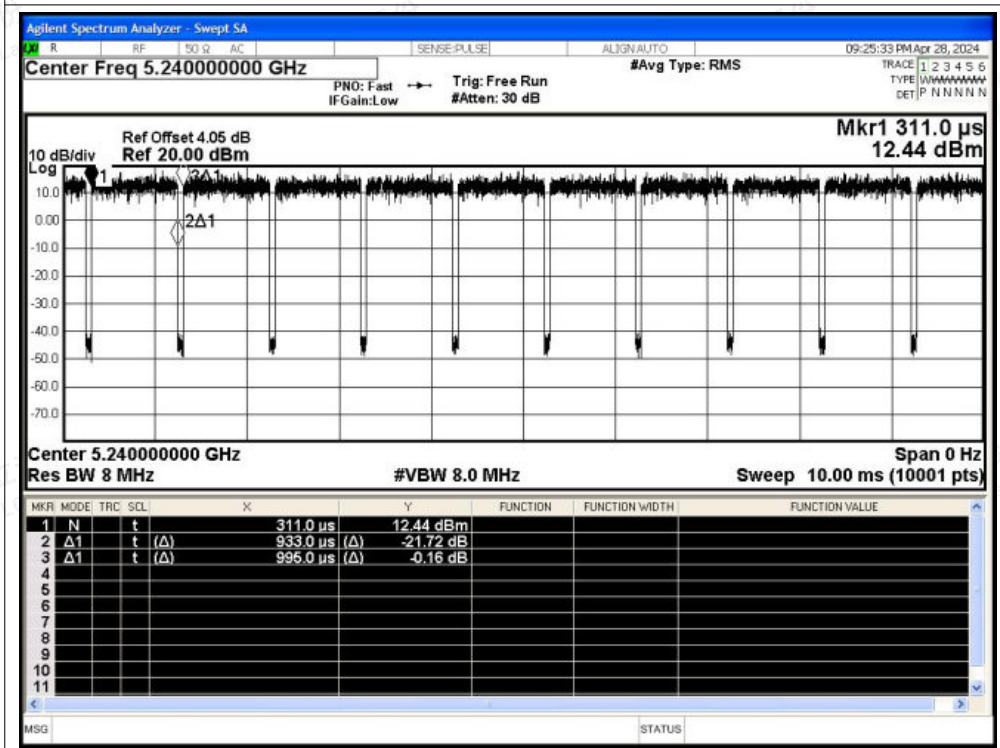 Agilent Spectrum Analyzer - Swept SA
LXI R RF 50 Ω AC SENSE:PULSE ALIGN AUTO 09:25:33 PM Apr 28, 2024
Center Freq 5.240000000 GHz #Avg Type: RMS TRACE 1 2 3 4 5 6
PNO: Fast Trig: Free Run TYPE WWWWWW
IFGain:Low #Atten: 30 dB DET P N N N N N
Mkr1 311.0 µs
12.44 dBm
Ref Offset 4.05 dB
10 dB/div Ref 20.00 dBm
Log
1 3Δ1
10.0
0.00 2Δ1
-10.0
-20.0
-30.0
-40.0
-50.0
-60.0
-70.0
Center 5.240000000 GHz Span 0 Hz
Res BW 8 MHz #VBW 8.0 MHz Sweep 10.00 ms (10001 pts)
MKR MODE TRC SCL X Y FUNCTION FUNCTION WIDTH FUNCTION VALUE
1 N t 311.0 µs 12.44 dBm
2 Δ1 t (Δ) 933.0 µs (Δ) -21.72 dB
3 Δ1 t (Δ) 995.0 µs (Δ) -0.16 dB
4
5
6
7
8
9
10
11
MSG STATUS